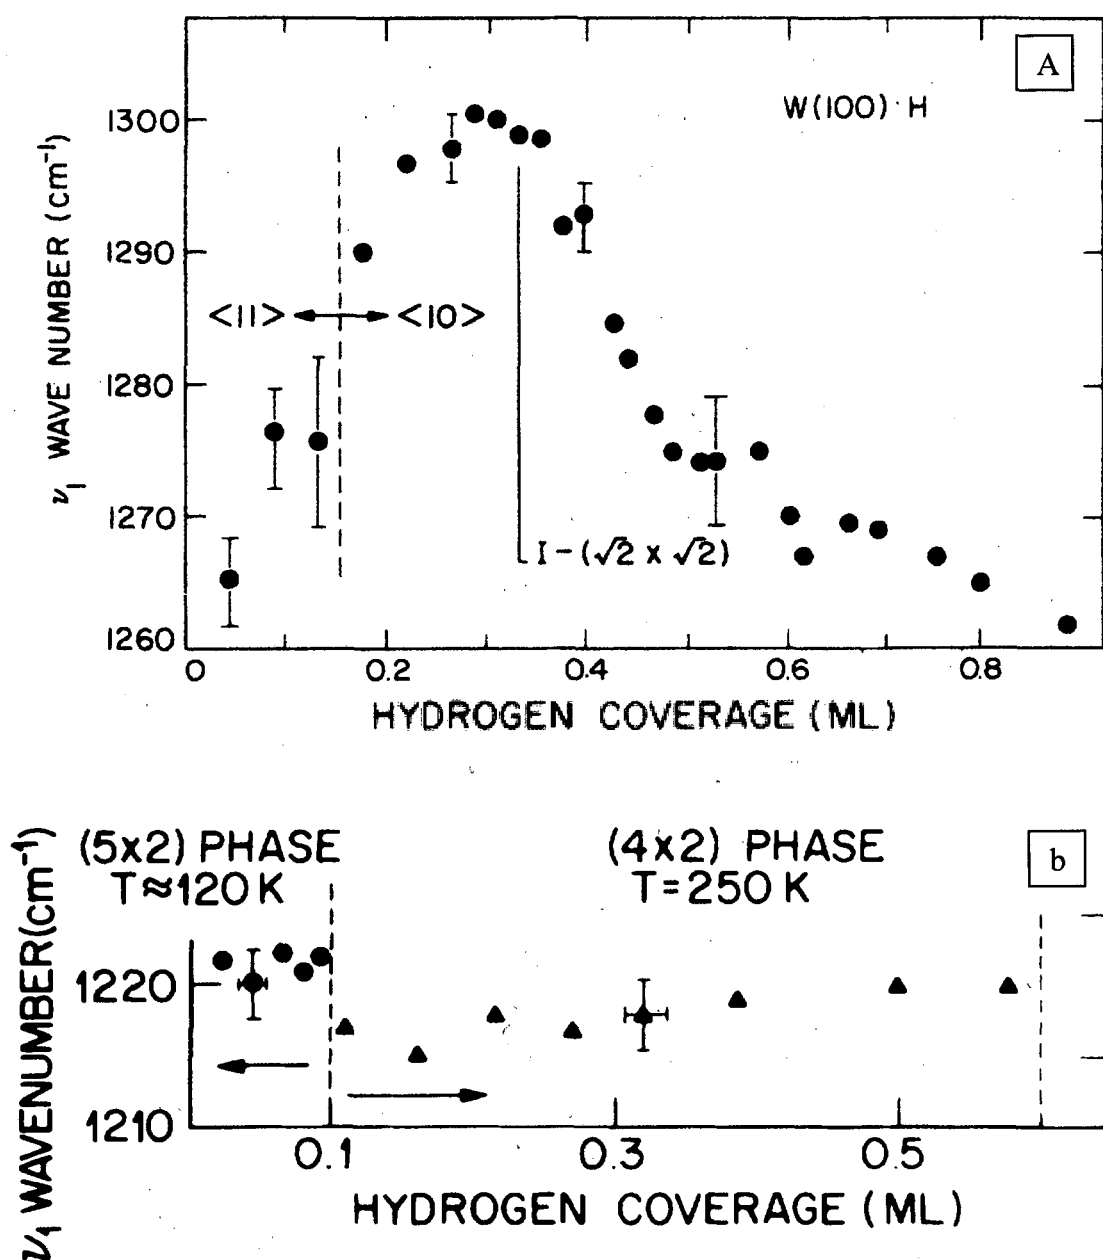 A
W(100)·H
1300
1290
1280
1270
1260
ν₁ WAVE NUMBER (cm⁻¹)
<11> <10>
I-(√2 x √2)
0 0.2 0.4 0.6 0.8
HYDROGEN COVERAGE (ML)
(5x2) PHASE
T≈120 K
(4x2) PHASE
T=250 K
b
1220
1210
ν₁ WAVENUMBER(cm⁻¹)
0.1 0.3 0.5
HYDROGEN COVERAGE (ML)